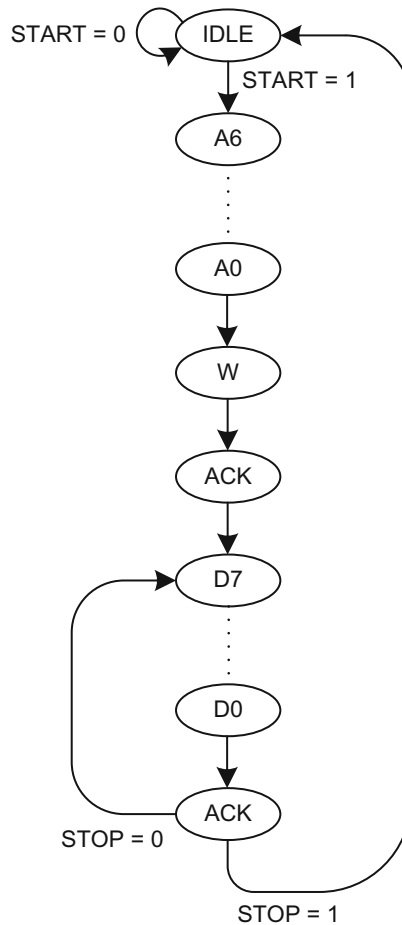 START = 0
IDLE
START = 1
A6
A0
W
ACK
D7
D0
ACK
STOP = 0
STOP = 1